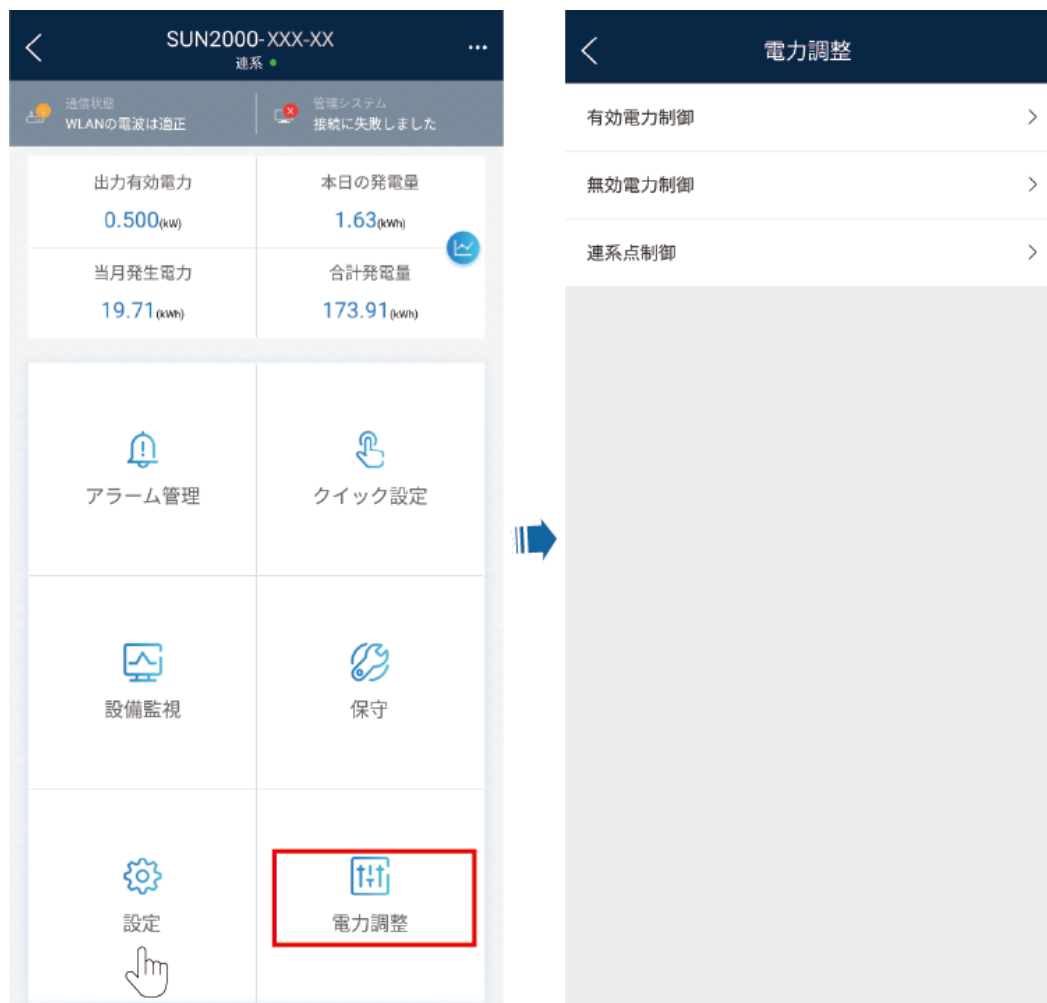 SUN2000-XXX-XX
連系
通信状態
WLANの電波は適正
管理システム
接続に失敗しました
出力有効電力
0.500(kW)
本日の発電量
1.63(kWh)
当月発生電力
19.71(kWh)
合計発電量
173.91(kWh)
アラーム管理
クイック設定
設備監視
保守
設定
電力調整
電力調整
有効電力制御
無効電力制御
連系点制御